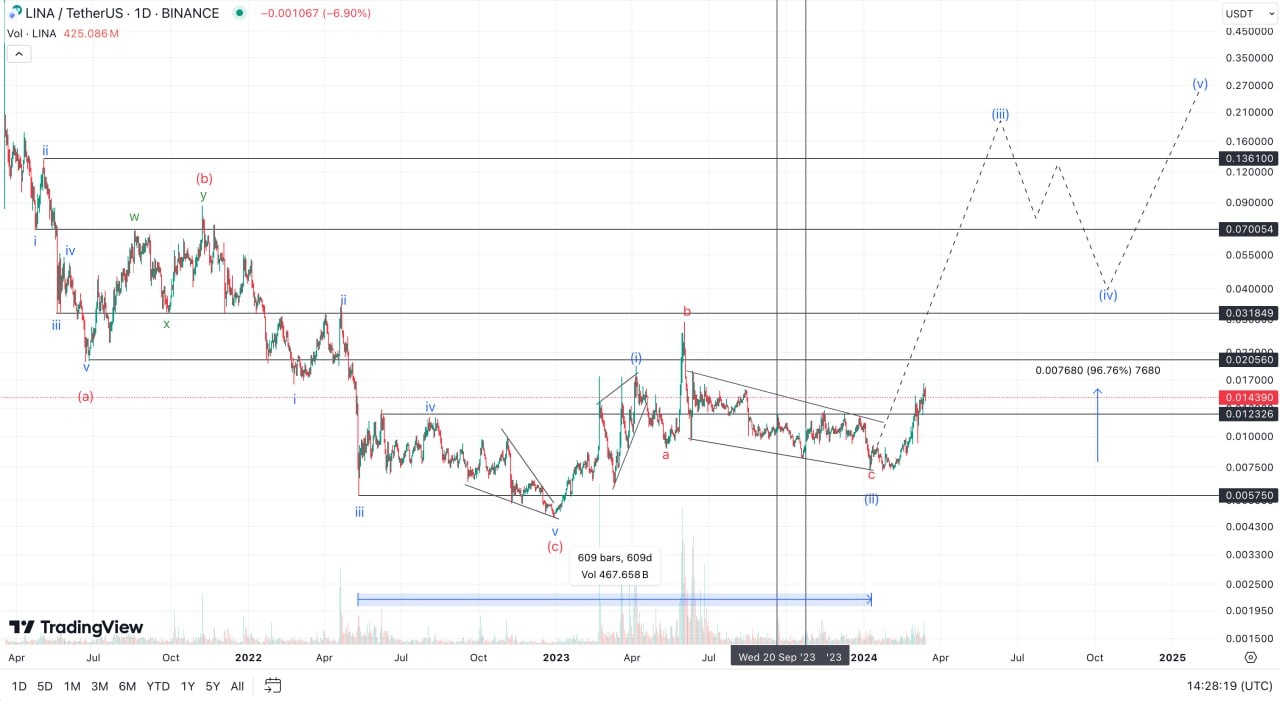 LINA / TetherUS · 1D · BINANCE −0.001067 (−6.90%)
Vol · LINA 425.086 M
USDT
0.450000
0.350000
0.270000
0.210000
0.160000
0.136100
0.120000
0.090000
0.070054
0.055000
0.040000
0.031849
0.020560
0.017000
0.014390
0.012326
0.010000
0.007500
0.005750
0.004300
0.003300
0.002500
0.001950
0.001500
ii
i
iv
iii
v
(a)
w
x
(b)
y
i
ii
iii
iv
v
(c)
(i)
a
b
c
(ii)
(iii)
(iv)
(v)
0.007680 (96.76%) 7680
609 bars, 609d
Vol 467.658 B
TradingView
Apr Jul Oct 2022 Apr Jul Oct 2023 Apr Jul Wed 20 Sep '23 '23 2024 Apr Jul Oct 2025
1D 5D 1M 3M 6M YTD 1Y 5Y All
14:28:19 (UTC)